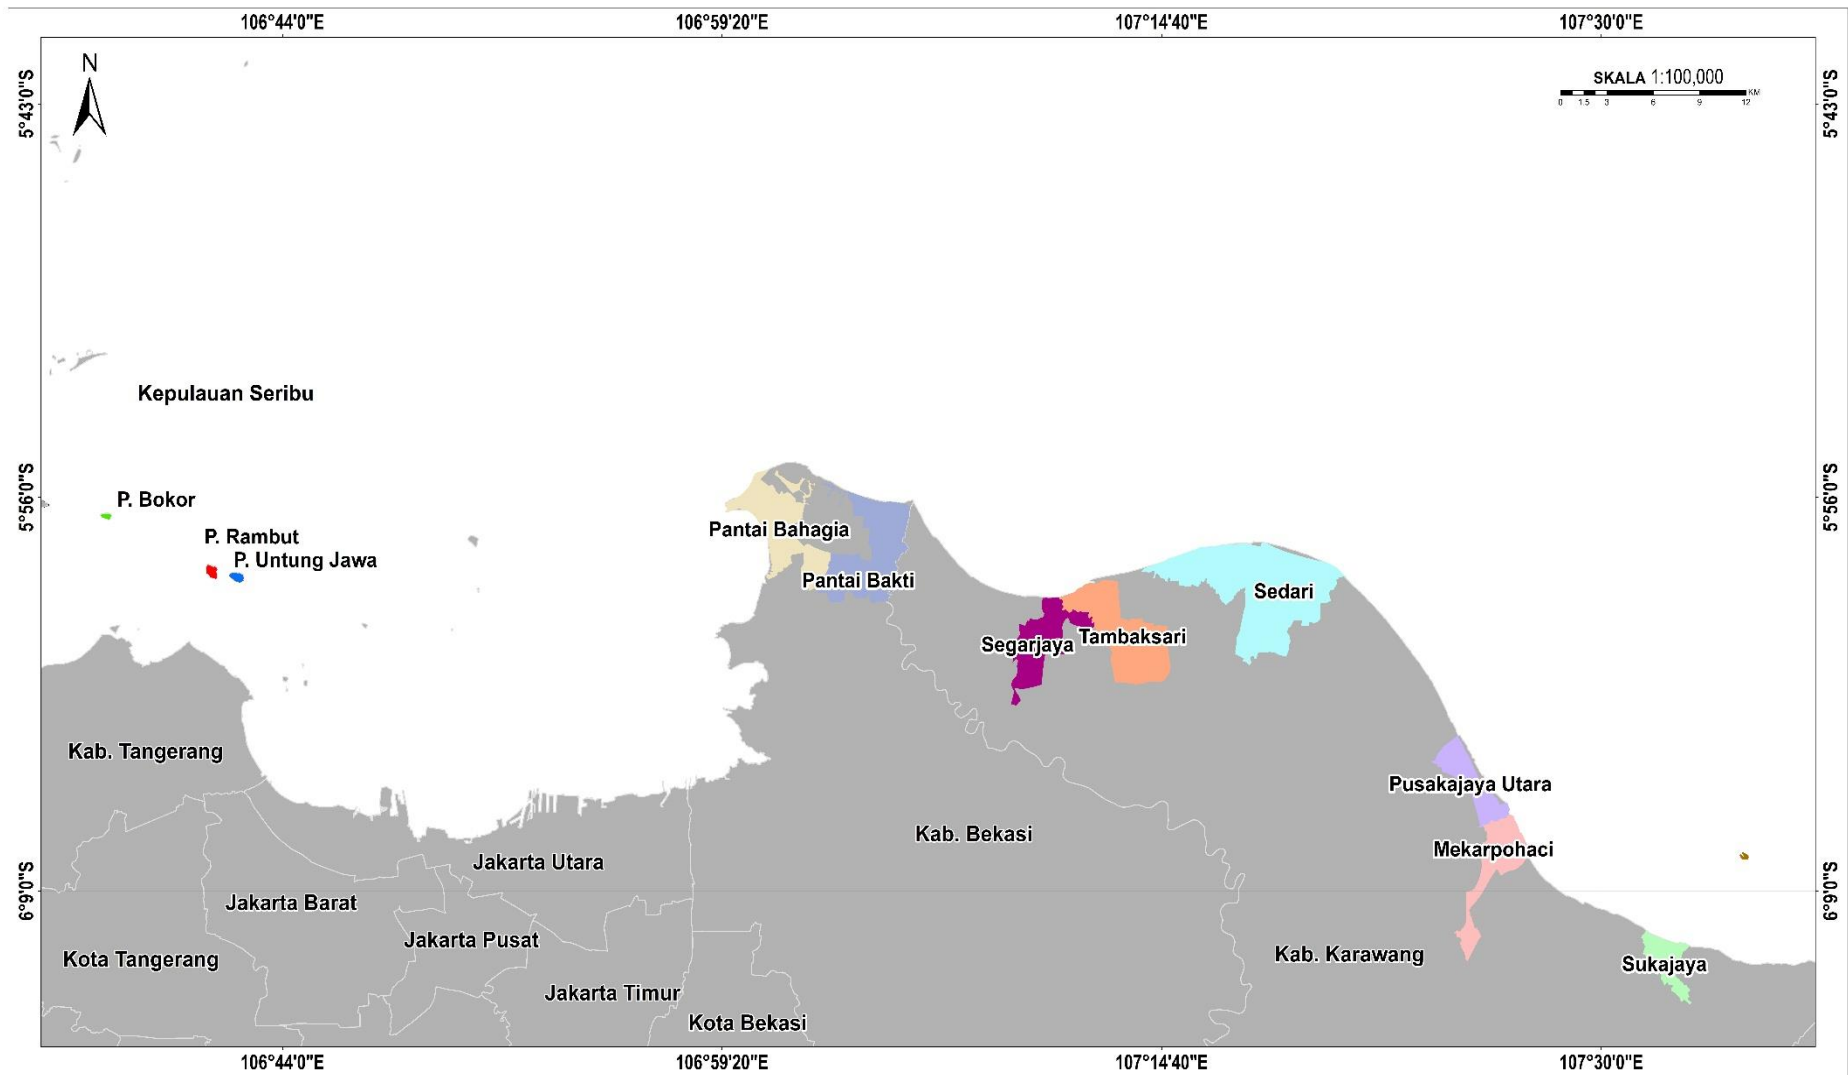 106°44'0"E
106°59'20"E
107°14'40"E
107°30'0"E
N
SKALA 1:100,000
0 1.5 3 6 9 12 KM
5°43'0"S
5°43'0"S
Kepulauan Seribu
P. Bokor
5°56'0"S
5°56'0"S
P. Rambut
P. Untung Jawa
Pantai Bahagia
Pantai Bakti
Sedari
Segarjaya
Tambaksari
Kab. Tangerang
Pusakajaya Utara
Kab. Bekasi
Mekarpohaci
Jakarta Utara
6°9'0"S
6°9'0"S
Jakarta Barat
Jakarta Pusat
Kota Tangerang
Kab. Karawang
Sukajaya
Jakarta Timur
Kota Bekasi
106°44'0"E
106°59'20"E
107°14'40"E
107°30'0"E